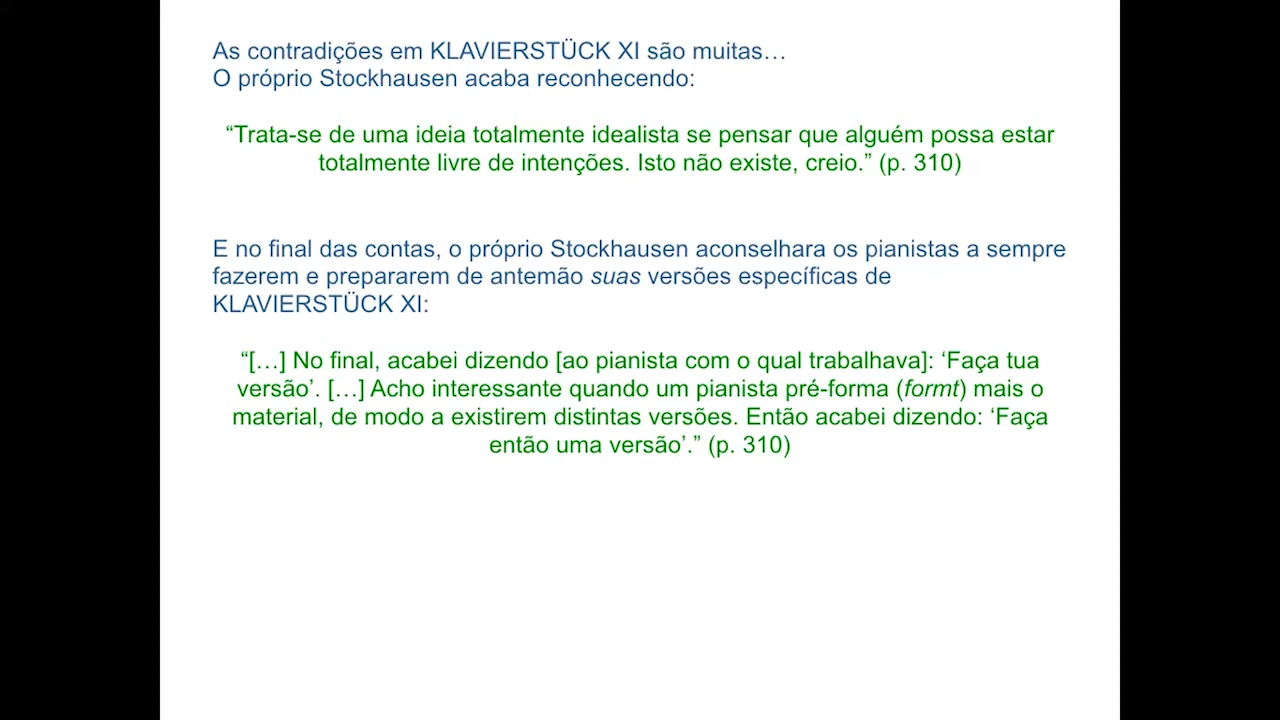 As contradições em KLAVIERSTÜCK XI são muitas…
O próprio Stockhausen acaba reconhecendo:
“Trata-se de uma ideia totalmente idealista se pensar que alguém possa estar
totalmente livre de intenções. Isto não existe, creio.” (p. 310)
E no final das contas, o próprio Stockhausen aconselhara os pianistas a sempre
fazerem e prepararem de antemão suas versões específicas de
KLAVIERSTÜCK XI:
“[…] No final, acabei dizendo [ao pianista com o qual trabalhava]: ‘Faça tua
versão’. […] Acho interessante quando um pianista pré-forma (formt) mais o
material, de modo a existirem distintas versões. Então acabei dizendo: ‘Faça
então uma versão’.” (p. 310)